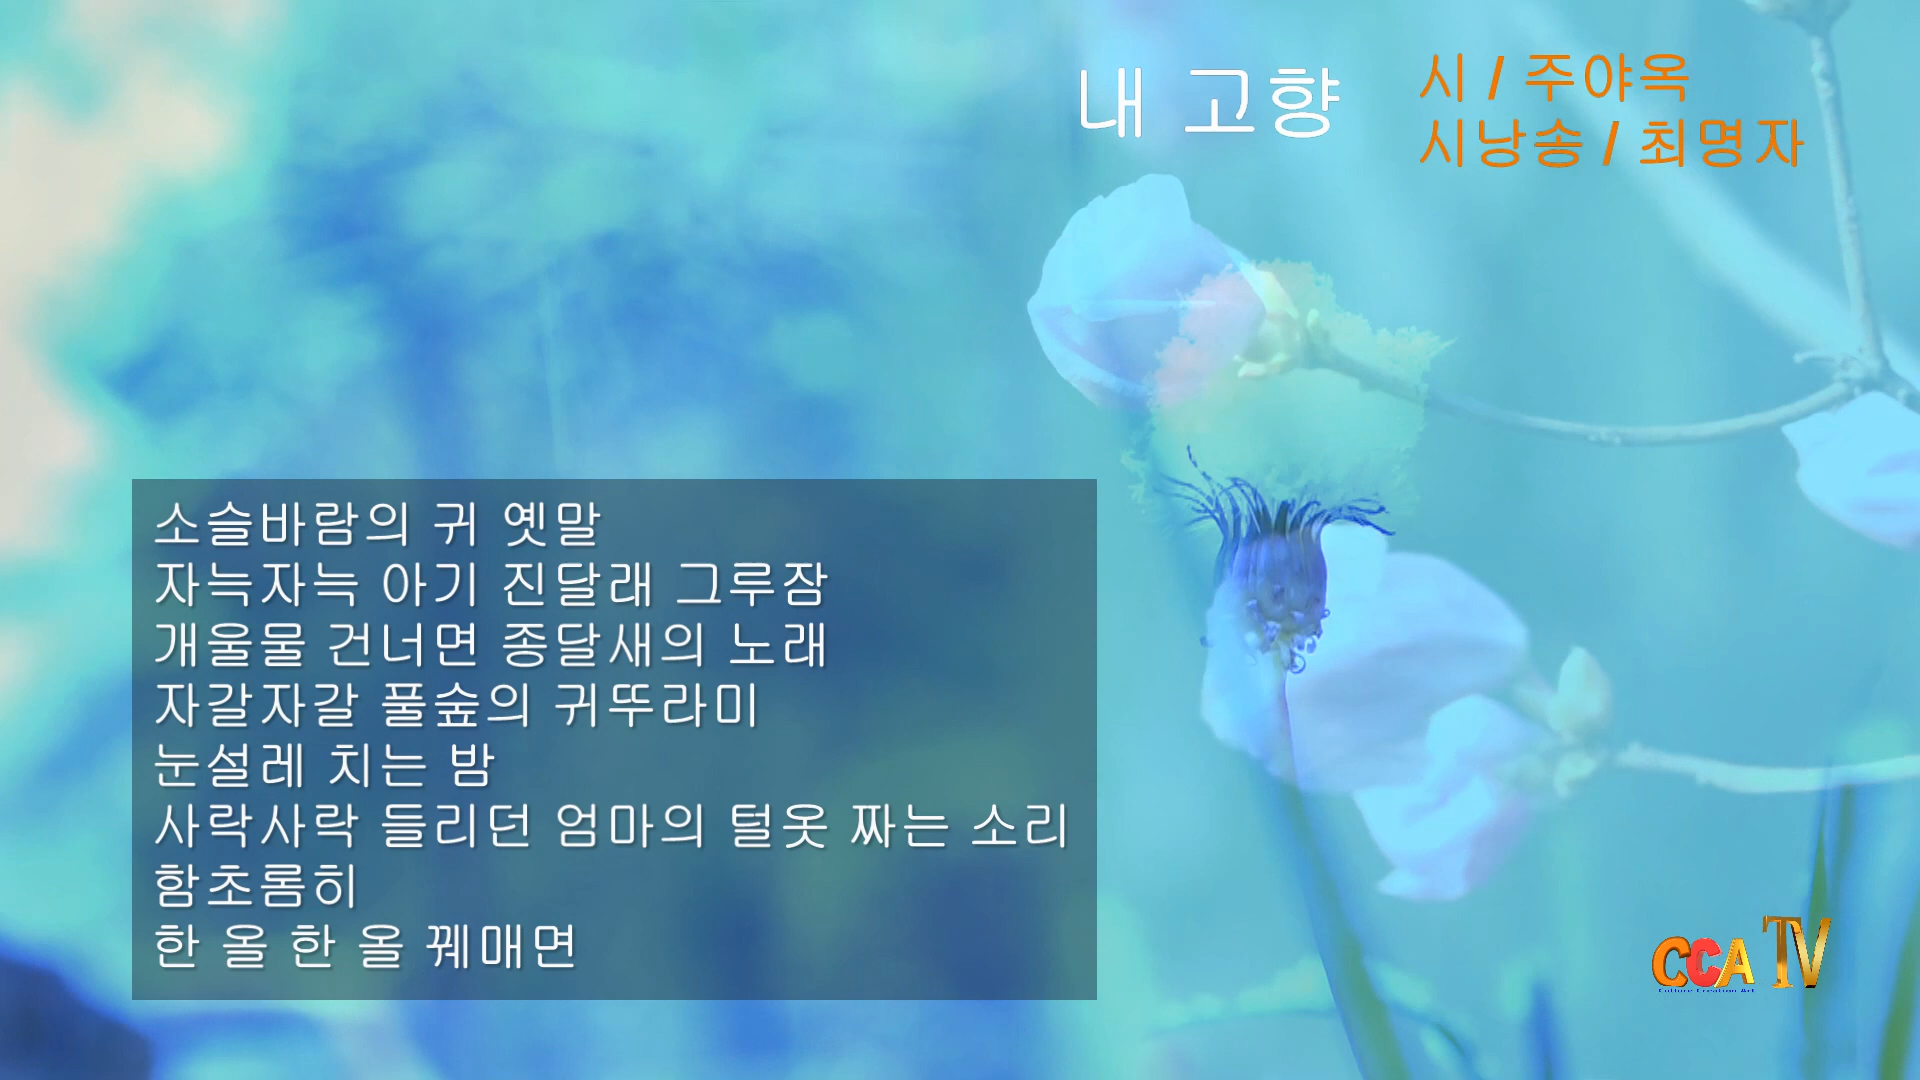 내 고향
시 / 주야옥
시낭송 / 최명자
소슬바람의 귀 옛말
자늑자늑 아기 진달래 그루잠
개울물 건너면 종달새의 노래
자갈자갈 풀숲의 귀뚜라미
눈설레 치는 밤
사락사락 들리던 엄마의 털옷 짜는 소리
함초롬히
한 올 한 올 꿰매면
CCA TV
Culture Creation Art